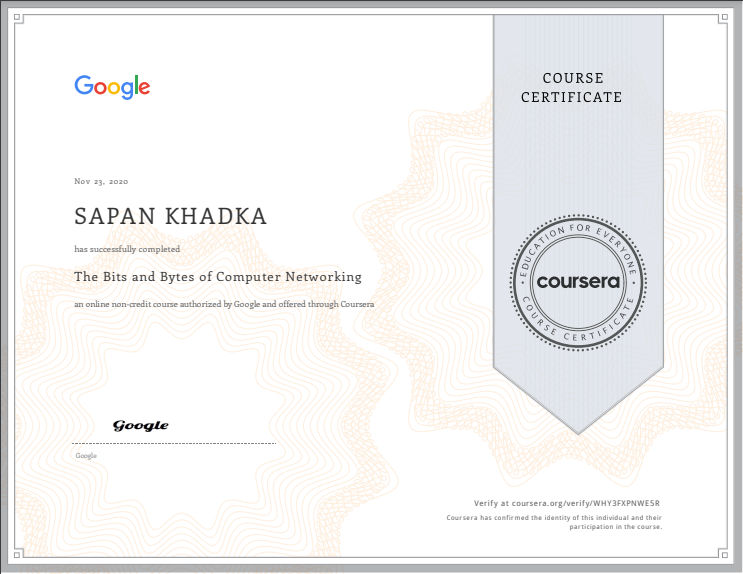 Google
COURSE
CERTIFICATE
Nov 23, 2020
SAPAN KHADKA
has successfully completed
The Bits and Bytes of Computer Networking
an online non-credit course authorized by Google and offered through Coursera
EDUCATION FOR EVERYONE
coursera
COURSE CERTIFICATE
Google
Google
Verify at coursera.org/verify/WHY3FXPNWE5R
Coursera has confirmed the identity of this individual and their
participation in the course.